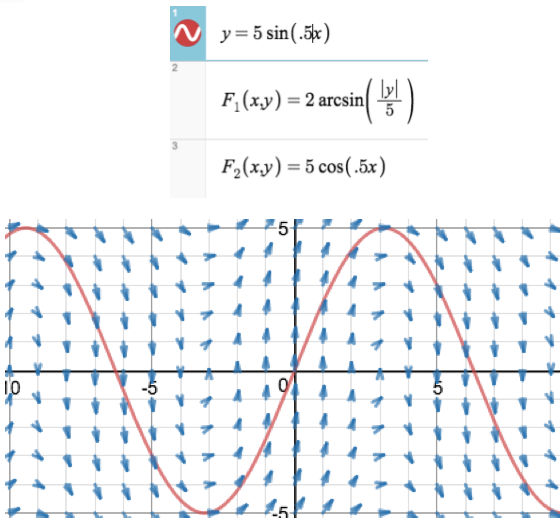 1
y = 5 sin(.5x)
2
F₁(x,y) = 2 arcsin(|y|/5)
3
F₂(x,y) = 5 cos(.5x)
5
10 -5 0 5
-5